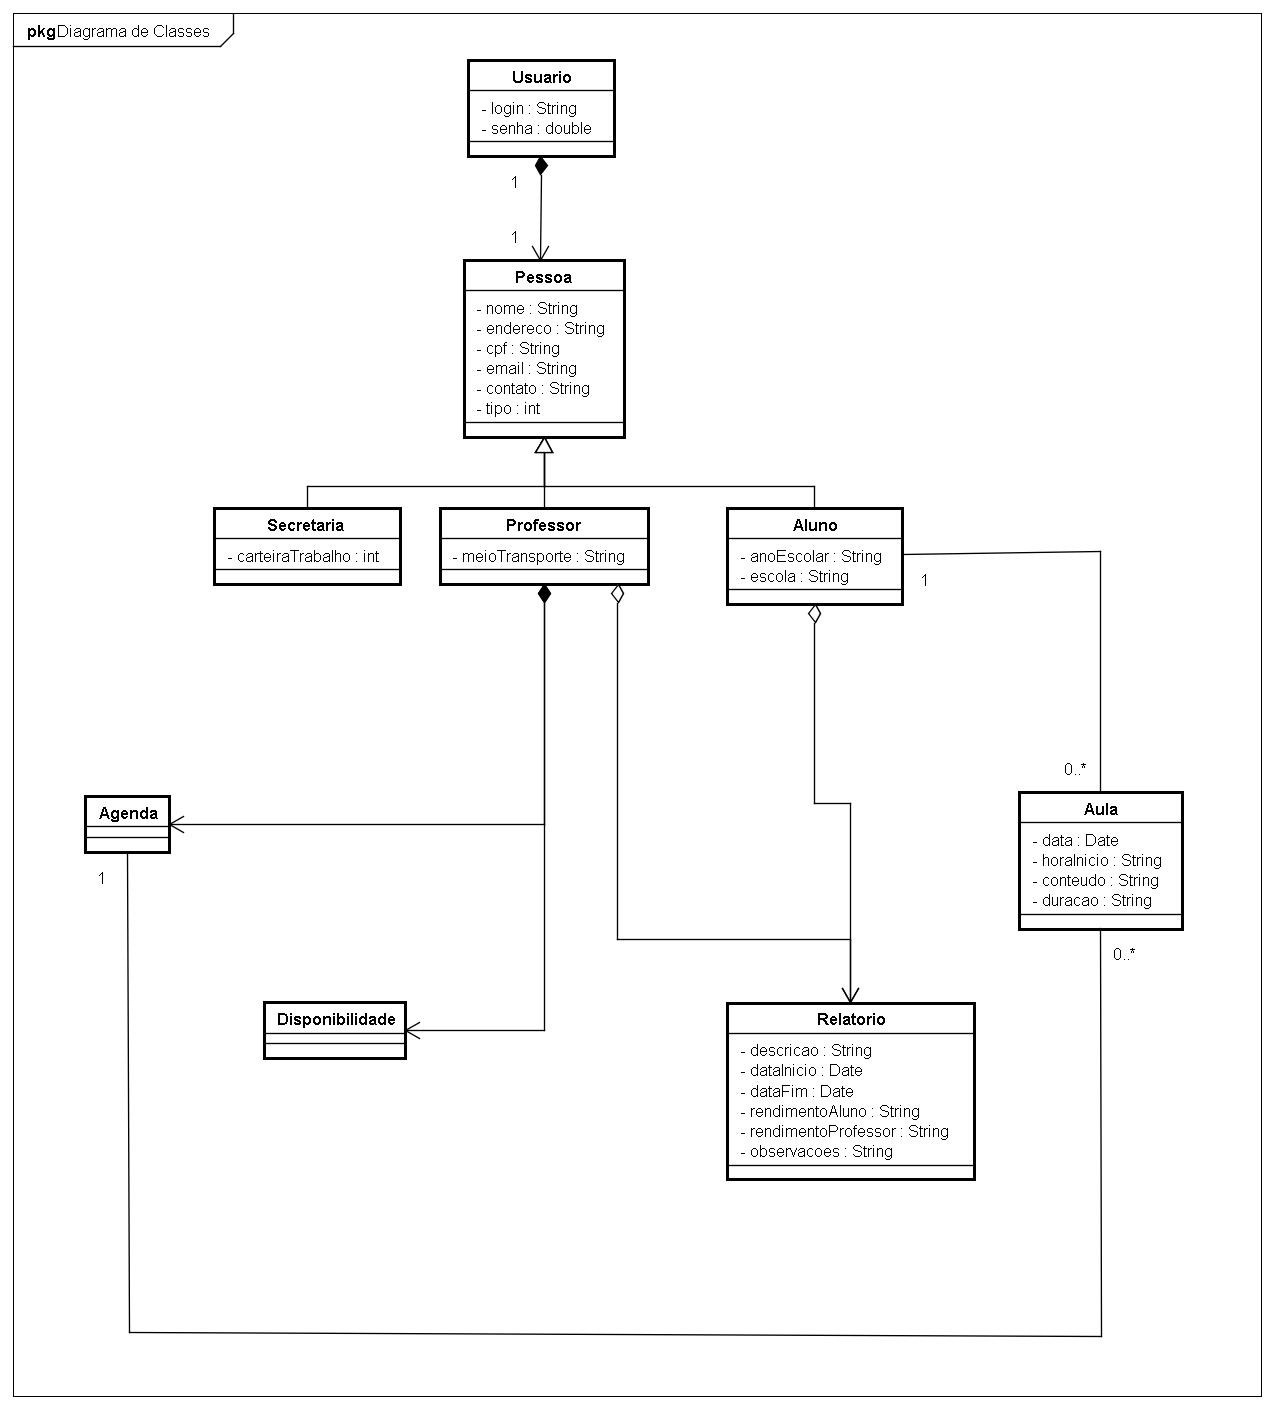 pkg Diagrama de Classes
Usuario
- login : String
- senha : double
1
1
Pessoa
- nome : String
- endereco : String
- cpf : String
- email : String
- contato : String
- tipo : int
Secretaria
- carteiraTrabalho : int
Professor
- meioTransporte : String
Aluno
- anoEscolar : String
- escola : String
1
0..*
Agenda
1
Aula
- data : Date
- horaInicio : String
- conteudo : String
- duracao : String
0..*
Disponibilidade
Relatorio
- descricao : String
- dataInicio : Date
- dataFim : Date
- rendimentoAluno : String
- rendimentoProfessor : String
- observacoes : String